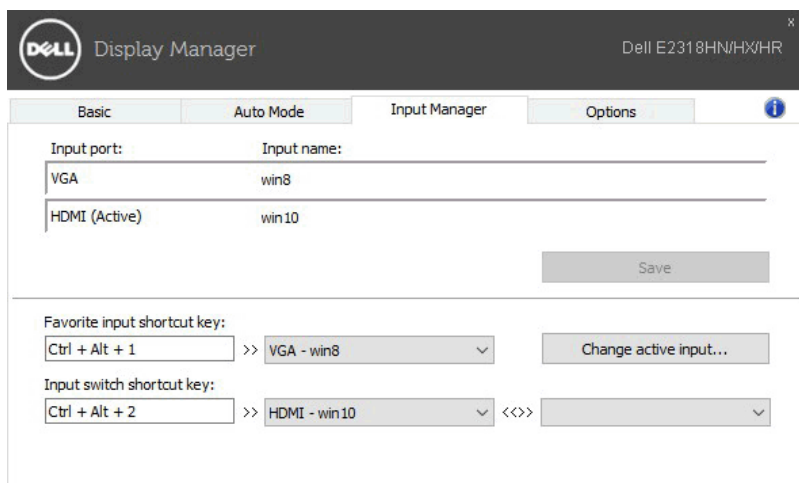 x
DELL Display Manager Dell E2318HN/HX/HR
Basic Auto Mode Input Manager Options i
Input port: Input name:
VGA win8
HDMI (Active) win10
Save
Favorite input shortcut key:
Ctrl + Alt + 1 >> VGA - win8 Change active input...
Input switch shortcut key:
Ctrl + Alt + 2 >> HDMI - win10 <<>>